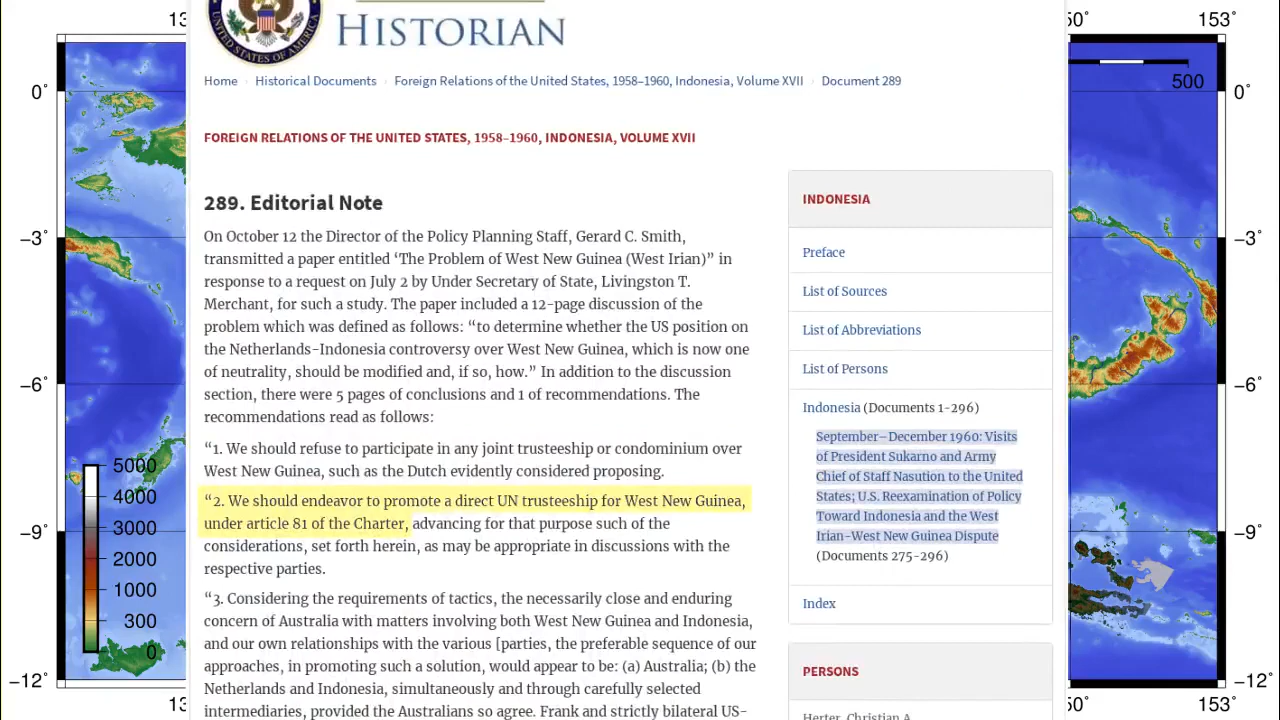 13
50°
153°
UNITED STATES OF AMERICA
HISTORIAN
Home › Historical Documents › Foreign Relations of the United States, 1958–1960, Indonesia, Volume XVII › Document 289
500
0°
0°
FOREIGN RELATIONS OF THE UNITED STATES, 1958–1960, INDONESIA, VOLUME XVII
289. Editorial Note
On October 12 the Director of the Policy Planning Staff, Gerard C. Smith,
transmitted a paper entitled ‘The Problem of West New Guinea (West Irian)” in
response to a request on July 2 by Under Secretary of State, Livingston T.
Merchant, for such a study. The paper included a 12-page discussion of the
problem which was defined as follows: “to determine whether the US position on
the Netherlands-Indonesia controversy over West New Guinea, which is now one
of neutrality, should be modified and, if so, how.” In addition to the discussion
section, there were 5 pages of conclusions and 1 of recommendations. The
recommendations read as follows:
“1. We should refuse to participate in any joint trusteeship or condominium over
West New Guinea, such as the Dutch evidently considered proposing.
“2. We should endeavor to promote a direct UN trusteeship for West New Guinea,
under article 81 of the Charter, advancing for that purpose such of the
considerations, set forth herein, as may be appropriate in discussions with the
respective parties.
“3. Considering the requirements of tactics, the necessarily close and enduring
concern of Australia with matters involving both West New Guinea and Indonesia,
and our own relationships with the various [parties, the preferable sequence of our
approaches, in promoting such a solution, would appear to be: (a) Australia; (b) the
Netherlands and Indonesia, simultaneously and through carefully selected
intermediaries, provided the Australians so agree. Frank and strictly bilateral US-
INDONESIA
Preface
List of Sources
List of Abbreviations
List of Persons
Indonesia (Documents 1-296)
September–December 1960: Visits
of President Sukarno and Army
Chief of Staff Nasution to the United
States; U.S. Reexamination of Policy
Toward Indonesia and the West
Irian-West New Guinea Dispute
(Documents 275-296)
Index
PERSONS
Herter, Christian A.
−3°
−6°
−9°
−12°
5000
4000
3000
2000
1000
300
0
13
−3°
−6°
−9°
−12°
50°
153°